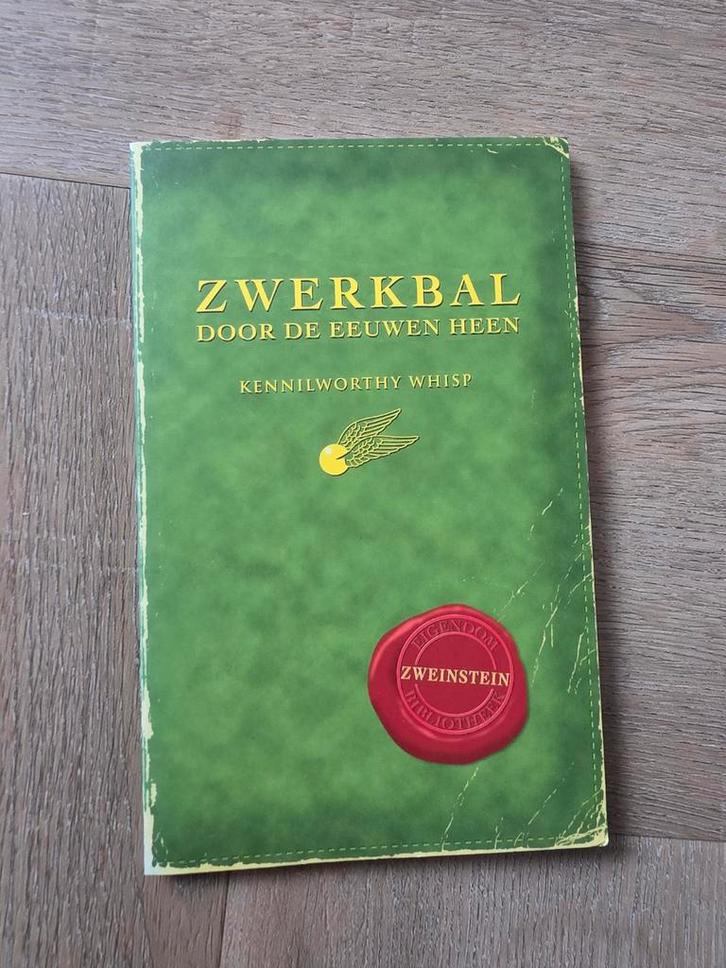 ZWERKBAL
DOOR DE EEUWEN HEEN
KENNILWORTHY WHISP
EIGENDOM
ZWEINSTEIN
BIBLIOTHEEK